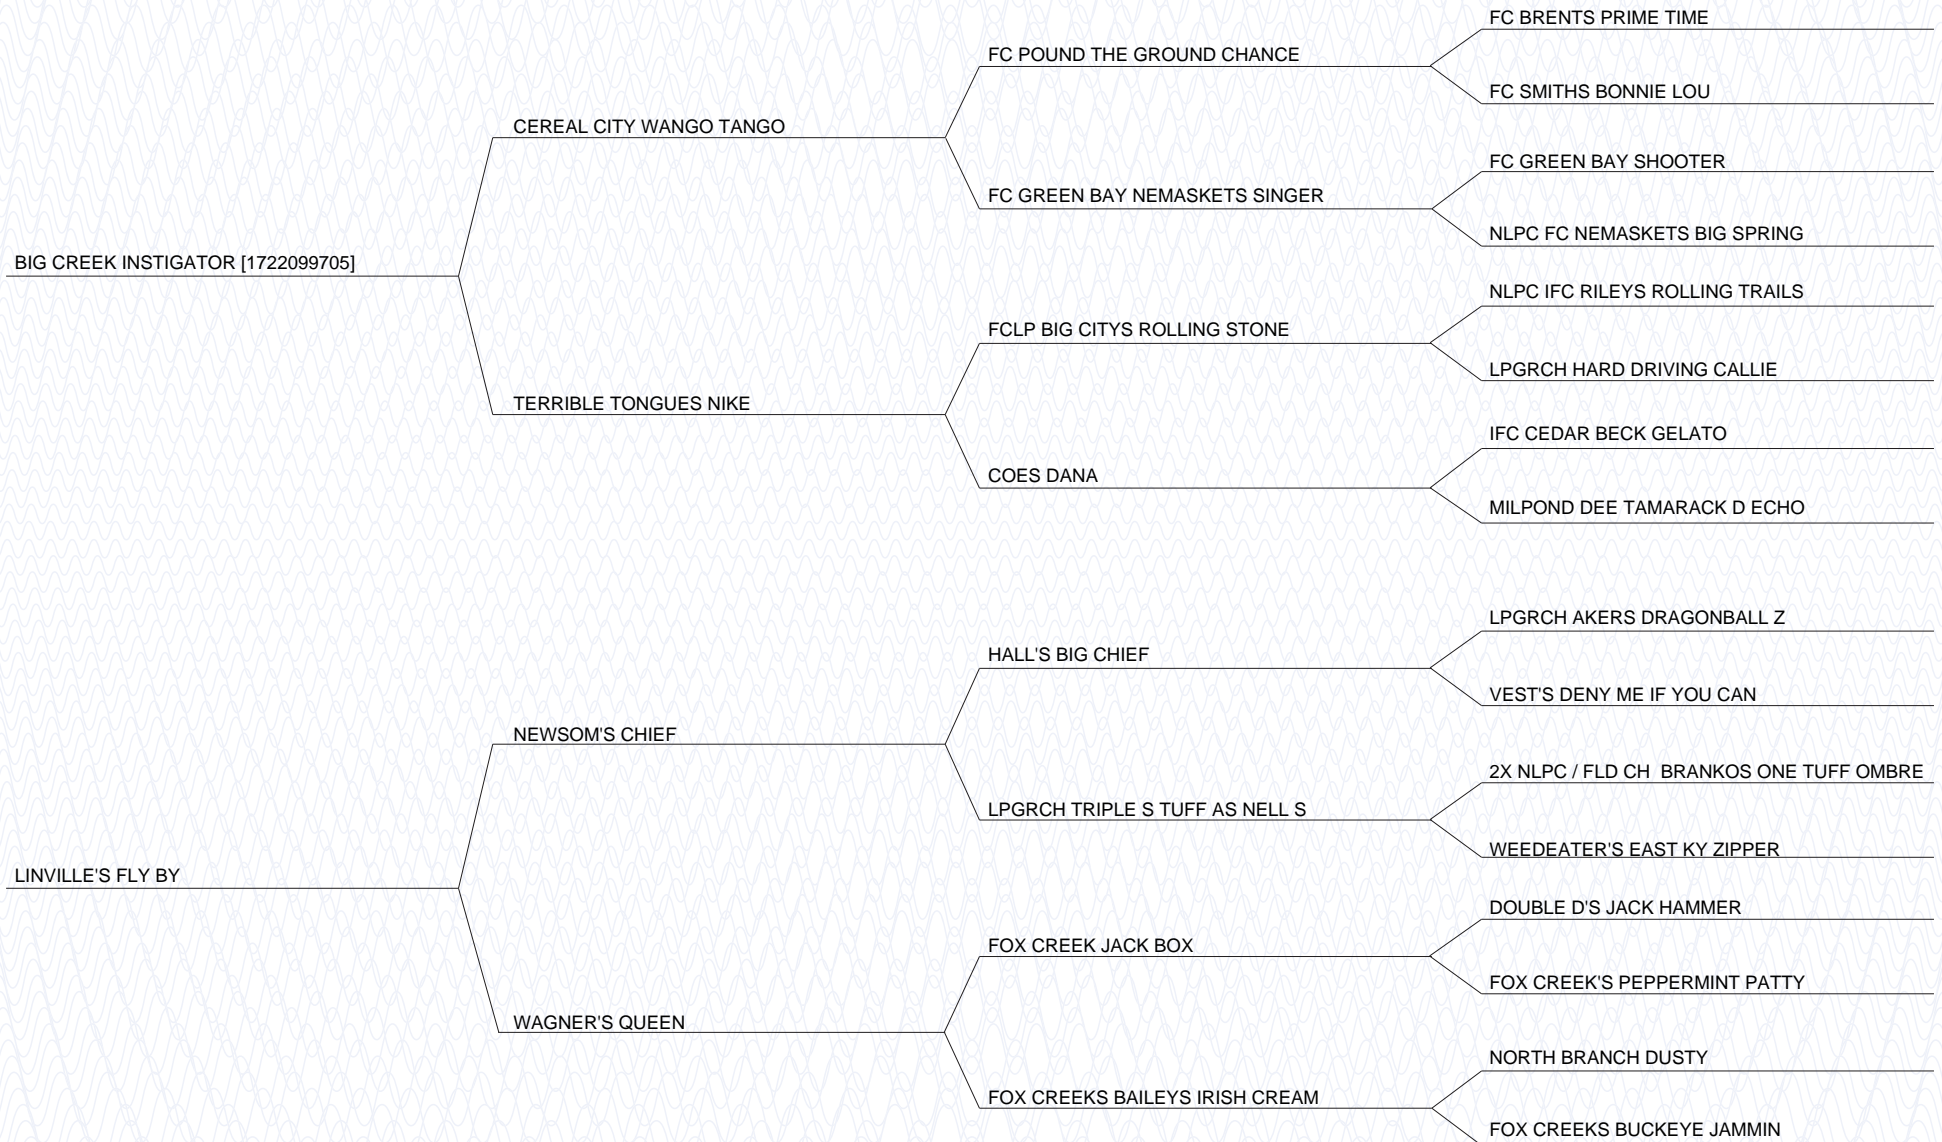 FC BRENTS PRIME TIME
FC POUND THE GROUND CHANCE
FC SMITHS BONNIE LOU
CEREAL CITY WANGO TANGO
FC GREEN BAY SHOOTER
FC GREEN BAY NEMASKETS SINGER
NLPC FC NEMASKETS BIG SPRING
BIG CREEK INSTIGATOR [1722099705]
NLPC IFC RILEYS ROLLING TRAILS
FCLP BIG CITYS ROLLING STONE
LPGRCH HARD DRIVING CALLIE
TERRIBLE TONGUES NIKE
IFC CEDAR BECK GELATO
COES DANA
MILPOND DEE TAMARACK D ECHO
LPGRCH AKERS DRAGONBALL Z
HALL'S BIG CHIEF
VEST'S DENY ME IF YOU CAN
NEWSOM'S CHIEF
2X NLPC / FLD CH  BRANKOS ONE TUFF OMBRE
LPGRCH TRIPLE S TUFF AS NELL S
WEEDEATER'S EAST KY ZIPPER
LINVILLE'S FLY BY
DOUBLE D'S JACK HAMMER
FOX CREEK JACK BOX
FOX CREEK'S PEPPERMINT PATTY
WAGNER'S QUEEN
NORTH BRANCH DUSTY
FOX CREEKS BAILEYS IRISH CREAM
FOX CREEKS BUCKEYE JAMMIN